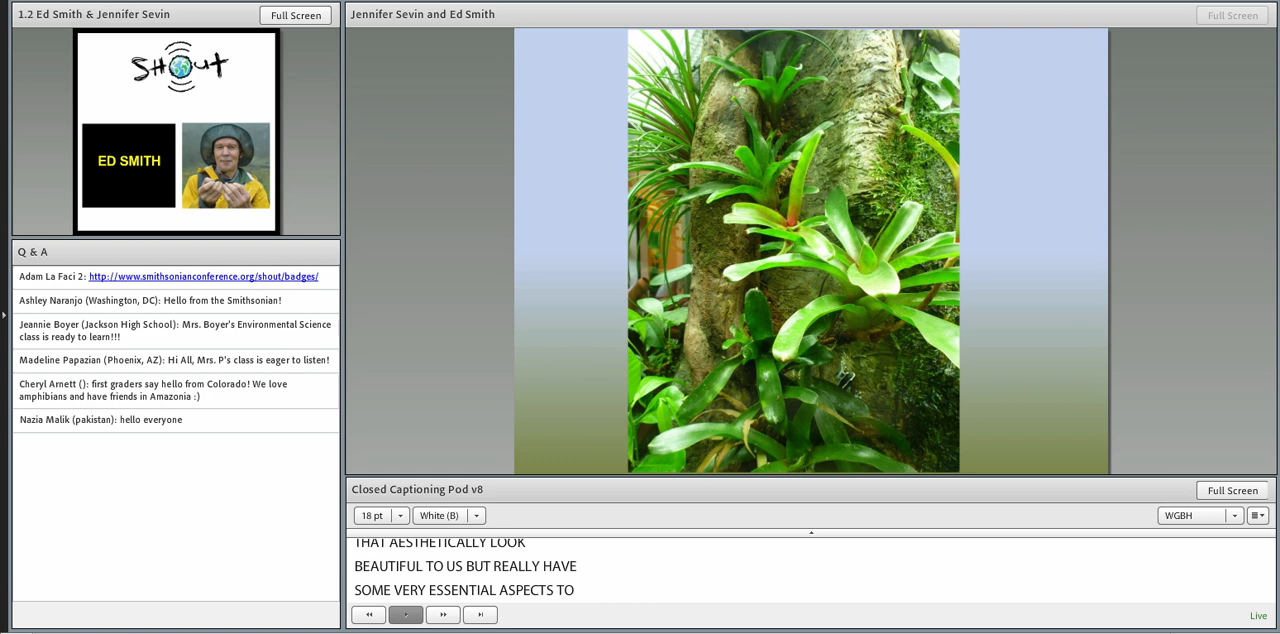 1.2 Ed Smith & Jennifer Sevin
Full Screen
SHOUT
ED SMITH
Q & A
Adam La Faci 2: http://www.smithsonianconference.org/shout/badges/
Ashley Naranjo (Washington, DC): Hello from the Smithsonian!
Jeannie Boyer (Jackson High School): Mrs. Boyer's Environmental Science
class is ready to learn!!!
Madeline Papazian (Phoenix, AZ): Hi All, Mrs. P's class is eager to listen!
Cheryl Arnett (): first graders say hello from Colorado! We love
amphibians and have friends in Amazonia :)
Nazia Malik (pakistan): hello everyone
Jennifer Sevin and Ed Smith
Full Screen
Closed Captioning Pod v8
Full Screen
18 pt
White (B)
WGBH
THAT AESTHETICALLY LOOK
BEAUTIFUL TO US BUT REALLY HAVE
SOME VERY ESSENTIAL ASPECTS TO
Live